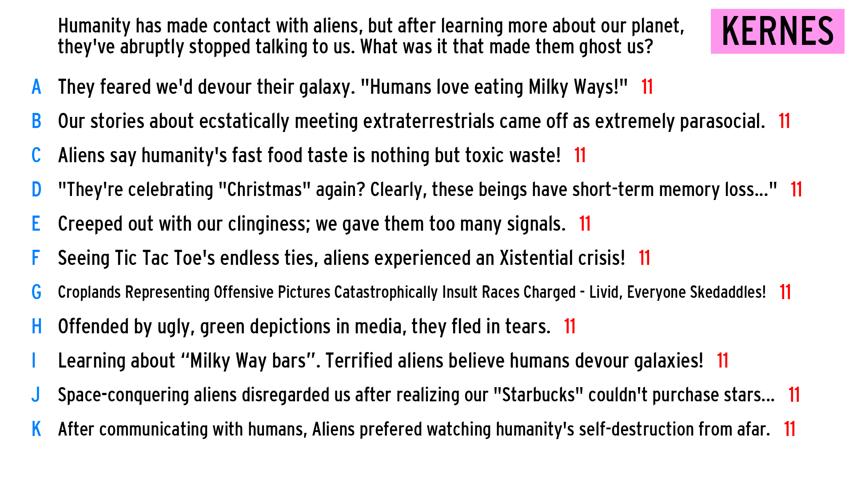 Humanity has made contact with aliens, but after learning more about our planet,
they've abruptly stopped talking to us. What was it that made them ghost us?
KERNES
A They feared we'd devour their galaxy. "Humans love eating Milky Ways!" 11
B Our stories about ecstatically meeting extraterrestrials came off as extremely parasocial. 11
C Aliens say humanity's fast food taste is nothing but toxic waste! 11
D "They're celebrating "Christmas" again? Clearly, these beings have short-term memory loss..." 11
E Creeped out with our clinginess; we gave them too many signals. 11
F Seeing Tic Tac Toe's endless ties, aliens experienced an Xistential crisis! 11
G Croplands Representing Offensive Pictures Catastrophically Insult Races Charged - Livid, Everyone Skedaddles! 11
H Offended by ugly, green depictions in media, they fled in tears. 11
I Learning about “Milky Way bars”. Terrified aliens believe humans devour galaxies! 11
J Space-conquering aliens disregarded us after realizing our "Starbucks" couldn't purchase stars... 11
K After communicating with humans, Aliens prefered watching humanity's self-destruction from afar. 11